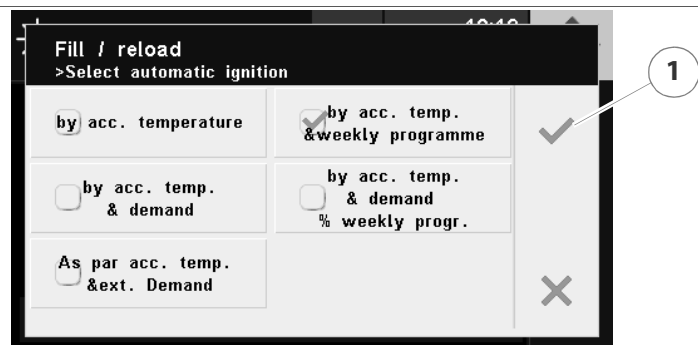 Fill / reload
>Select automatic ignition
by acc. temperature
by acc. temp.
&weekly programme
by acc. temp.
& demand
by acc. temp.
& demand
% weekly progr.
As par acc. temp.
&ext. Demand
1